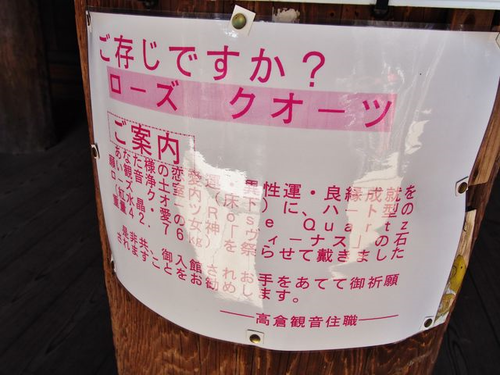 ご存じですか？
ローズ クオーツ
ご案内
あな様の恋愛運・異性運・良縁成就を
願い観音浄土室内（床下）に、ハート型の
ローズクオーツ（Rose Quartz
紅水晶）の愛の女神「ヴィーナス」の石
重量42.76kg）を祭らせて戴きました
是非共、御入館され、お手をあてて御祈願
されますことをお勧めします。
――高倉観音住職――